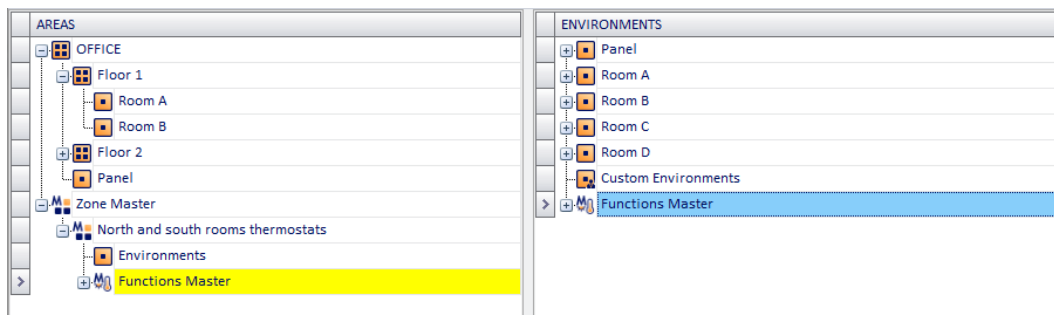 AREAS
OFFICE
Floor 1
Room A
Room B
Floor 2
Panel
Zone Master
North and south rooms thermostats
Environments
Functions Master
ENVIRONMENTS
Panel
Room A
Room B
Room C
Room D
Custom Environments
Functions Master